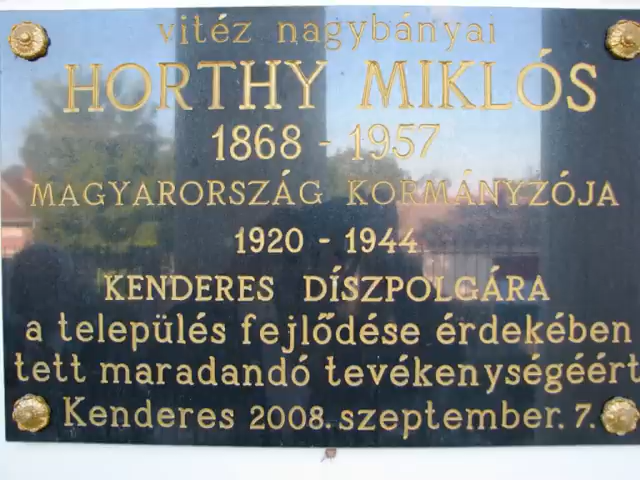 vitéz nagybányai
HORTHY MIKLÓS
1868 - 1957
MAGYARORSZÁG KORMÁNYZÓJA
1920 - 1944
KENDERES DÍSZPOLGÁRA
a település fejlődése érdekében
tett maradandó tevékenységéért
Kenderes 2008. szeptember. 7.